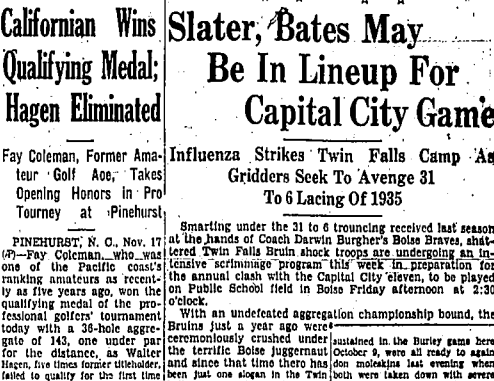 Californian Wins
Qualifying Medal;
Hagen Eliminated
Fay Coleman, Former Ama-
teur Golf Ace, Takes
Opening Honors in Pro
Tourney at Pinehurst
PINEHURST, N. C., Nov. 17
(P)—Fay Coleman, who was
one of the Pacific coast's
ranking amateurs as recent-
ly as five years ago, won the
qualifying medal of the pro-
fessional golfers' tournament
today with a 36-hole aggre-
gate of 143, one under par
for the distance, as Walter
Hagen, five times former titleholder,
failed to qualify for the first time
Slater, Bates May
Be In Lineup For
Capital City Game
Influenza Strikes Twin Falls Camp As
Gridders Seek To Avenge 31
To 6 Lacing Of 1935
Smarting under the 31 to 6 trouncing received last season
at the hands of Coach Darwin Burgher's Boise Braves, shat-
tered Twin Falls Bruin shock troops are undergoing an in-
tensive scrimmage program this week in preparation for
the annual clash with the Capital City eleven, to be played
on Public School field in Boise Friday afternoon at 2:30
o'clock.
With an undefeated aggregation championship bound, the
Bruins just a year ago were
ceremoniously crushed under
the terrific Boise juggernaut
and since that time there has
been just one slogan in the Twin
sustained in the Burley game here
October 9, were all ready to again
don moleskins last evening when
both were taken down with severe